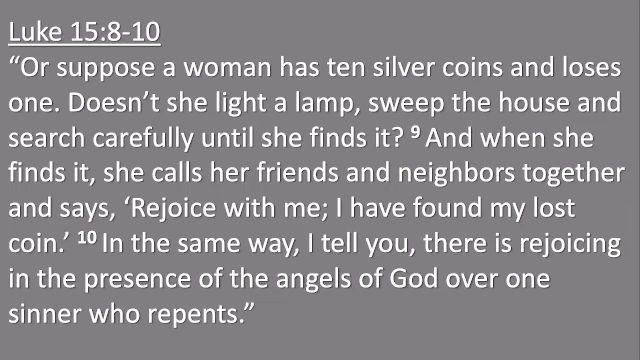 Luke 15:8-10
“Or suppose a woman has ten silver coins and loses
one. Doesn’t she light a lamp, sweep the house and
search carefully until she finds it? 9 And when she
finds it, she calls her friends and neighbors together
and says, ‘Rejoice with me; I have found my lost
coin.’ 10 In the same way, I tell you, there is rejoicing
in the presence of the angels of God over one
sinner who repents.”